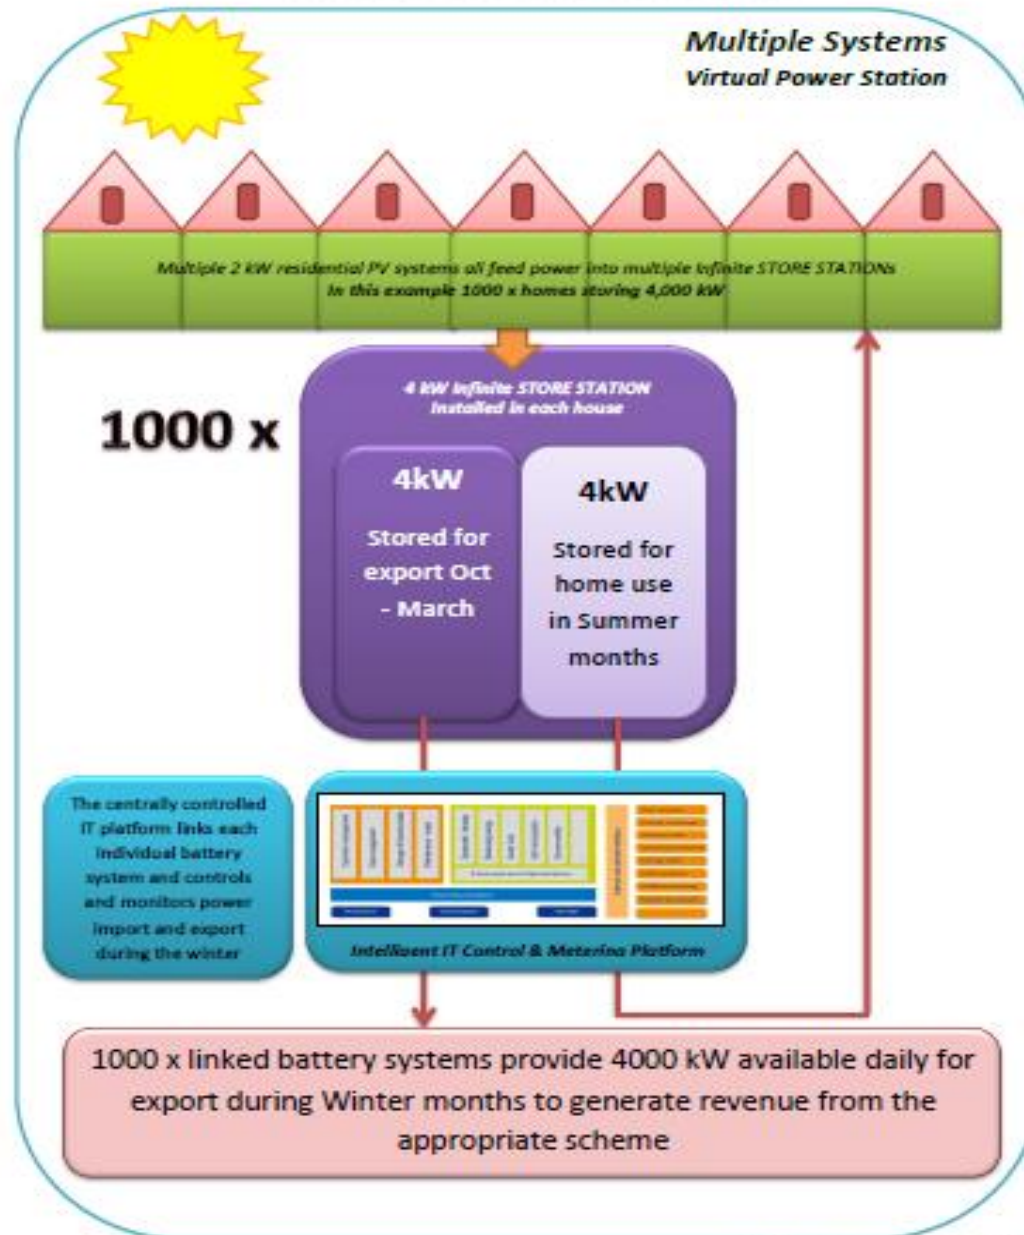 Multiple Systems
Virtual Power Station
Multiple 2 kW residential PV systems all feed power into multiple Infinite STORE STATIONs
In this example 1000 x homes storing 4,000 kW
1000 x
4 kW Infinite STORE STATION
Installed in each house
4kW
Stored for
export Oct
- March
4kW
Stored for
home use
in Summer
months
The centrally controlled
IT platform links each
individual battery
system and controls
and monitors power
import and export
during the winter
Intelligent IT Control & Metering Platform
1000 x linked battery systems provide 4000 kW available daily for
export during Winter months to generate revenue from the
appropriate scheme